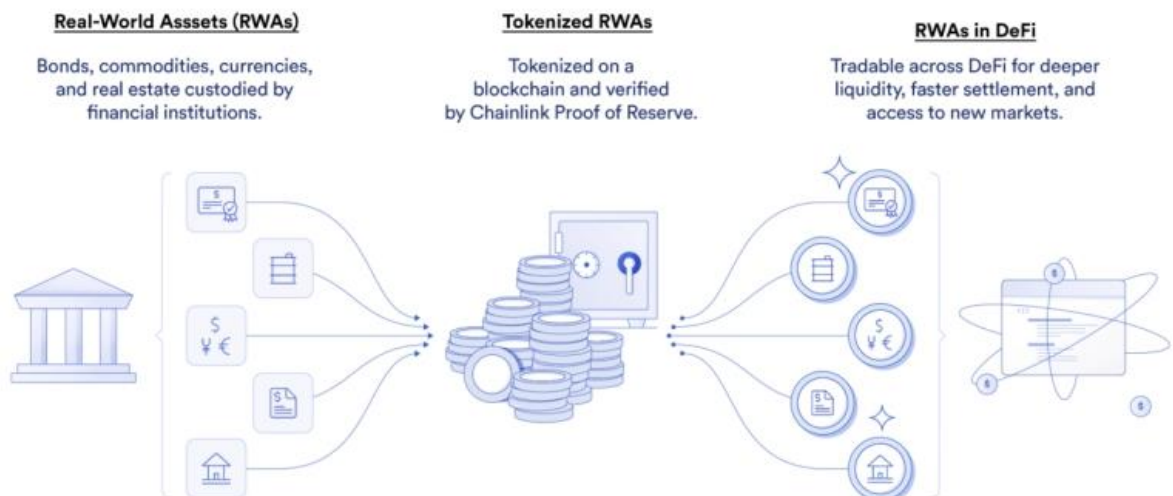 Real-World Asssets (RWAs)
Bonds, commodities, currencies,
and real estate custodied by
financial institutions.
Tokenized RWAs
Tokenized on a
blockchain and verified
by Chainlink Proof of Reserve.
RWAs in DeFi
Tradable across DeFi for deeper
liquidity, faster settlement, and
access to new markets.
$
$
¥ €
$
$
$
¥ €
$
$
$
$